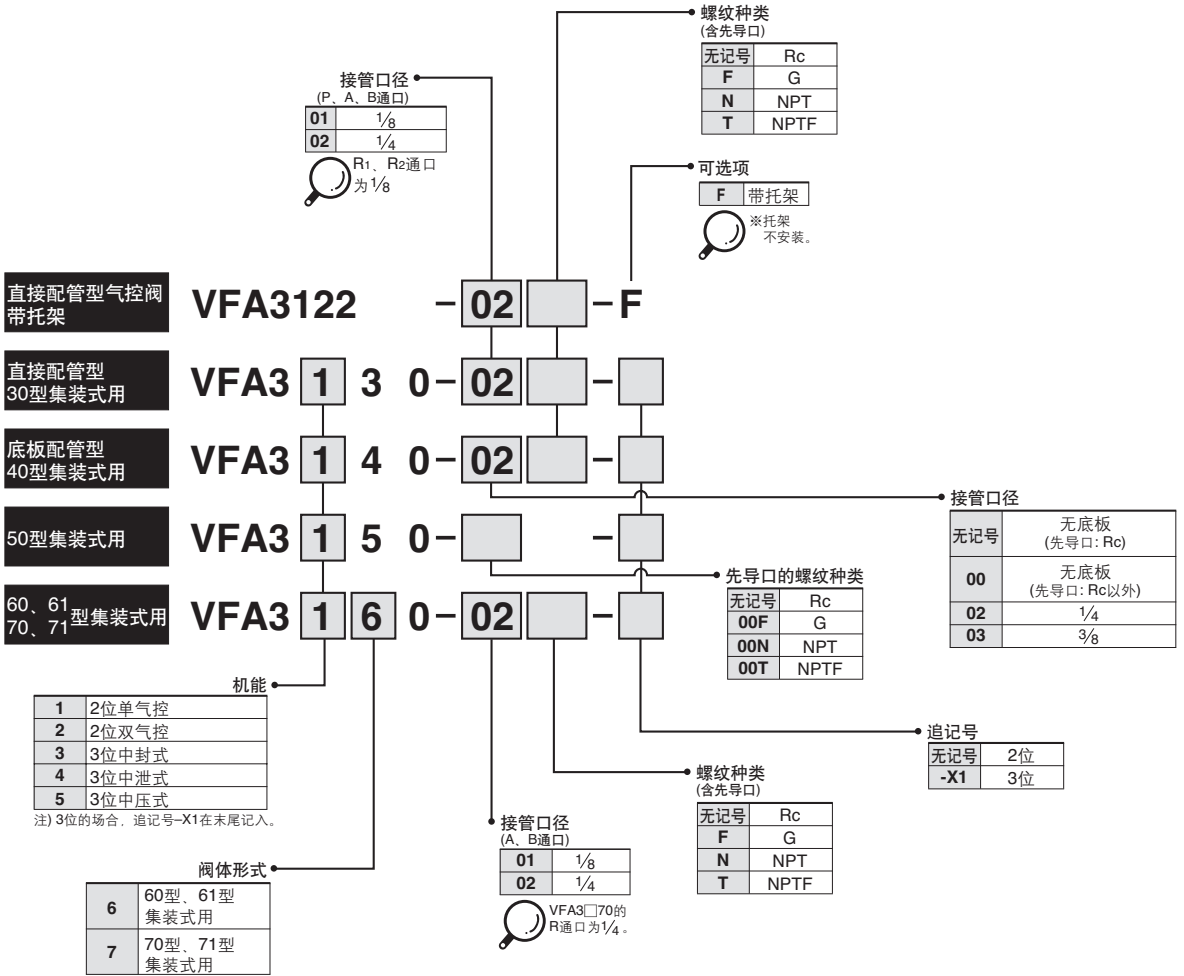 螺纹种类
(含先导口)
无记号 Rc
F G
N NPT
T NPTF
接管口径
(P、A、B通口)
01 1/8
02 1/4
R1、R2通口
为1/8
可选项
F 带托架
※托架
不安装。
直接配管型气控阀
带托架
VFA3122 -02 -F
直接配管型
30型集装式用
VFA3 1 3 0-02 -
底板配管型
40型集装式用
VFA3 1 4 0-02 -
50型集装式用
VFA3 1 5 0- -
60、61
70、71
型集装式用
VFA3 1 6 0-02 -
接管口径
无记号 无底板
(先导口: Rc)
00 无底板
(先导口: Rc以外)
02 1/4
03 3/8
先导口的螺纹种类
无记号 Rc
00F G
00N NPT
00T NPTF
机能
1 2位单气控
2 2位双气控
3 3位中封式
4 3位中泄式
5 3位中压式
注) 3位的场合，追记号–X1在末尾记入。
追记号
无记号 2位
-X1 3位
螺纹种类
(含先导口)
无记号 Rc
F G
N NPT
T NPTF
接管口径
(A、B通口)
01 1/8
02 1/4
VFA3□70的
R通口为1/4。
阀体形式
6 60型、61型
集装式用
7 70型、71型
集装式用